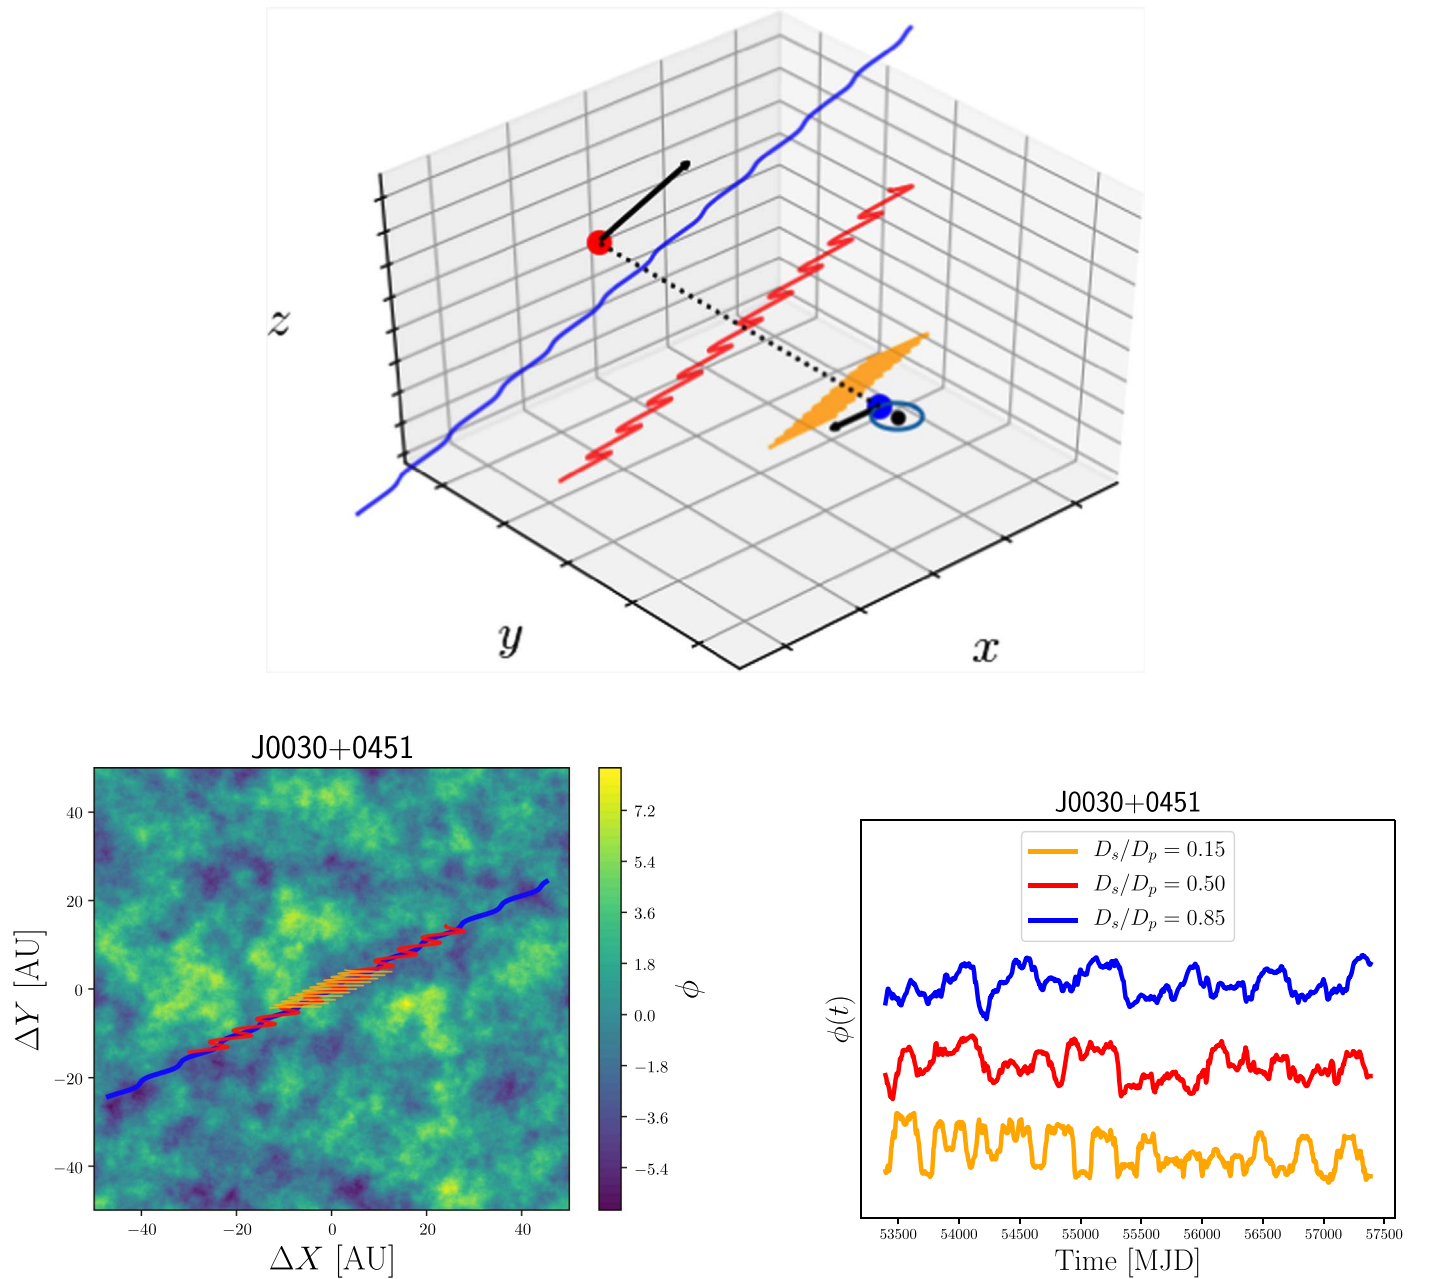 z
y
x
J0030+0451
40
20
0
−20
−40
ΔY [AU]
−40 −20 0 20 40
ΔX [AU]
7.2
5.4
3.6
1.8
0.0
−1.8
−3.6
−5.4
ϕ
J0030+0451
D_s/D_p = 0.15
D_s/D_p = 0.50
D_s/D_p = 0.85
ϕ(t)
53500 54000 54500 55000 55500 56000 56500 57000 57500
Time [MJD]